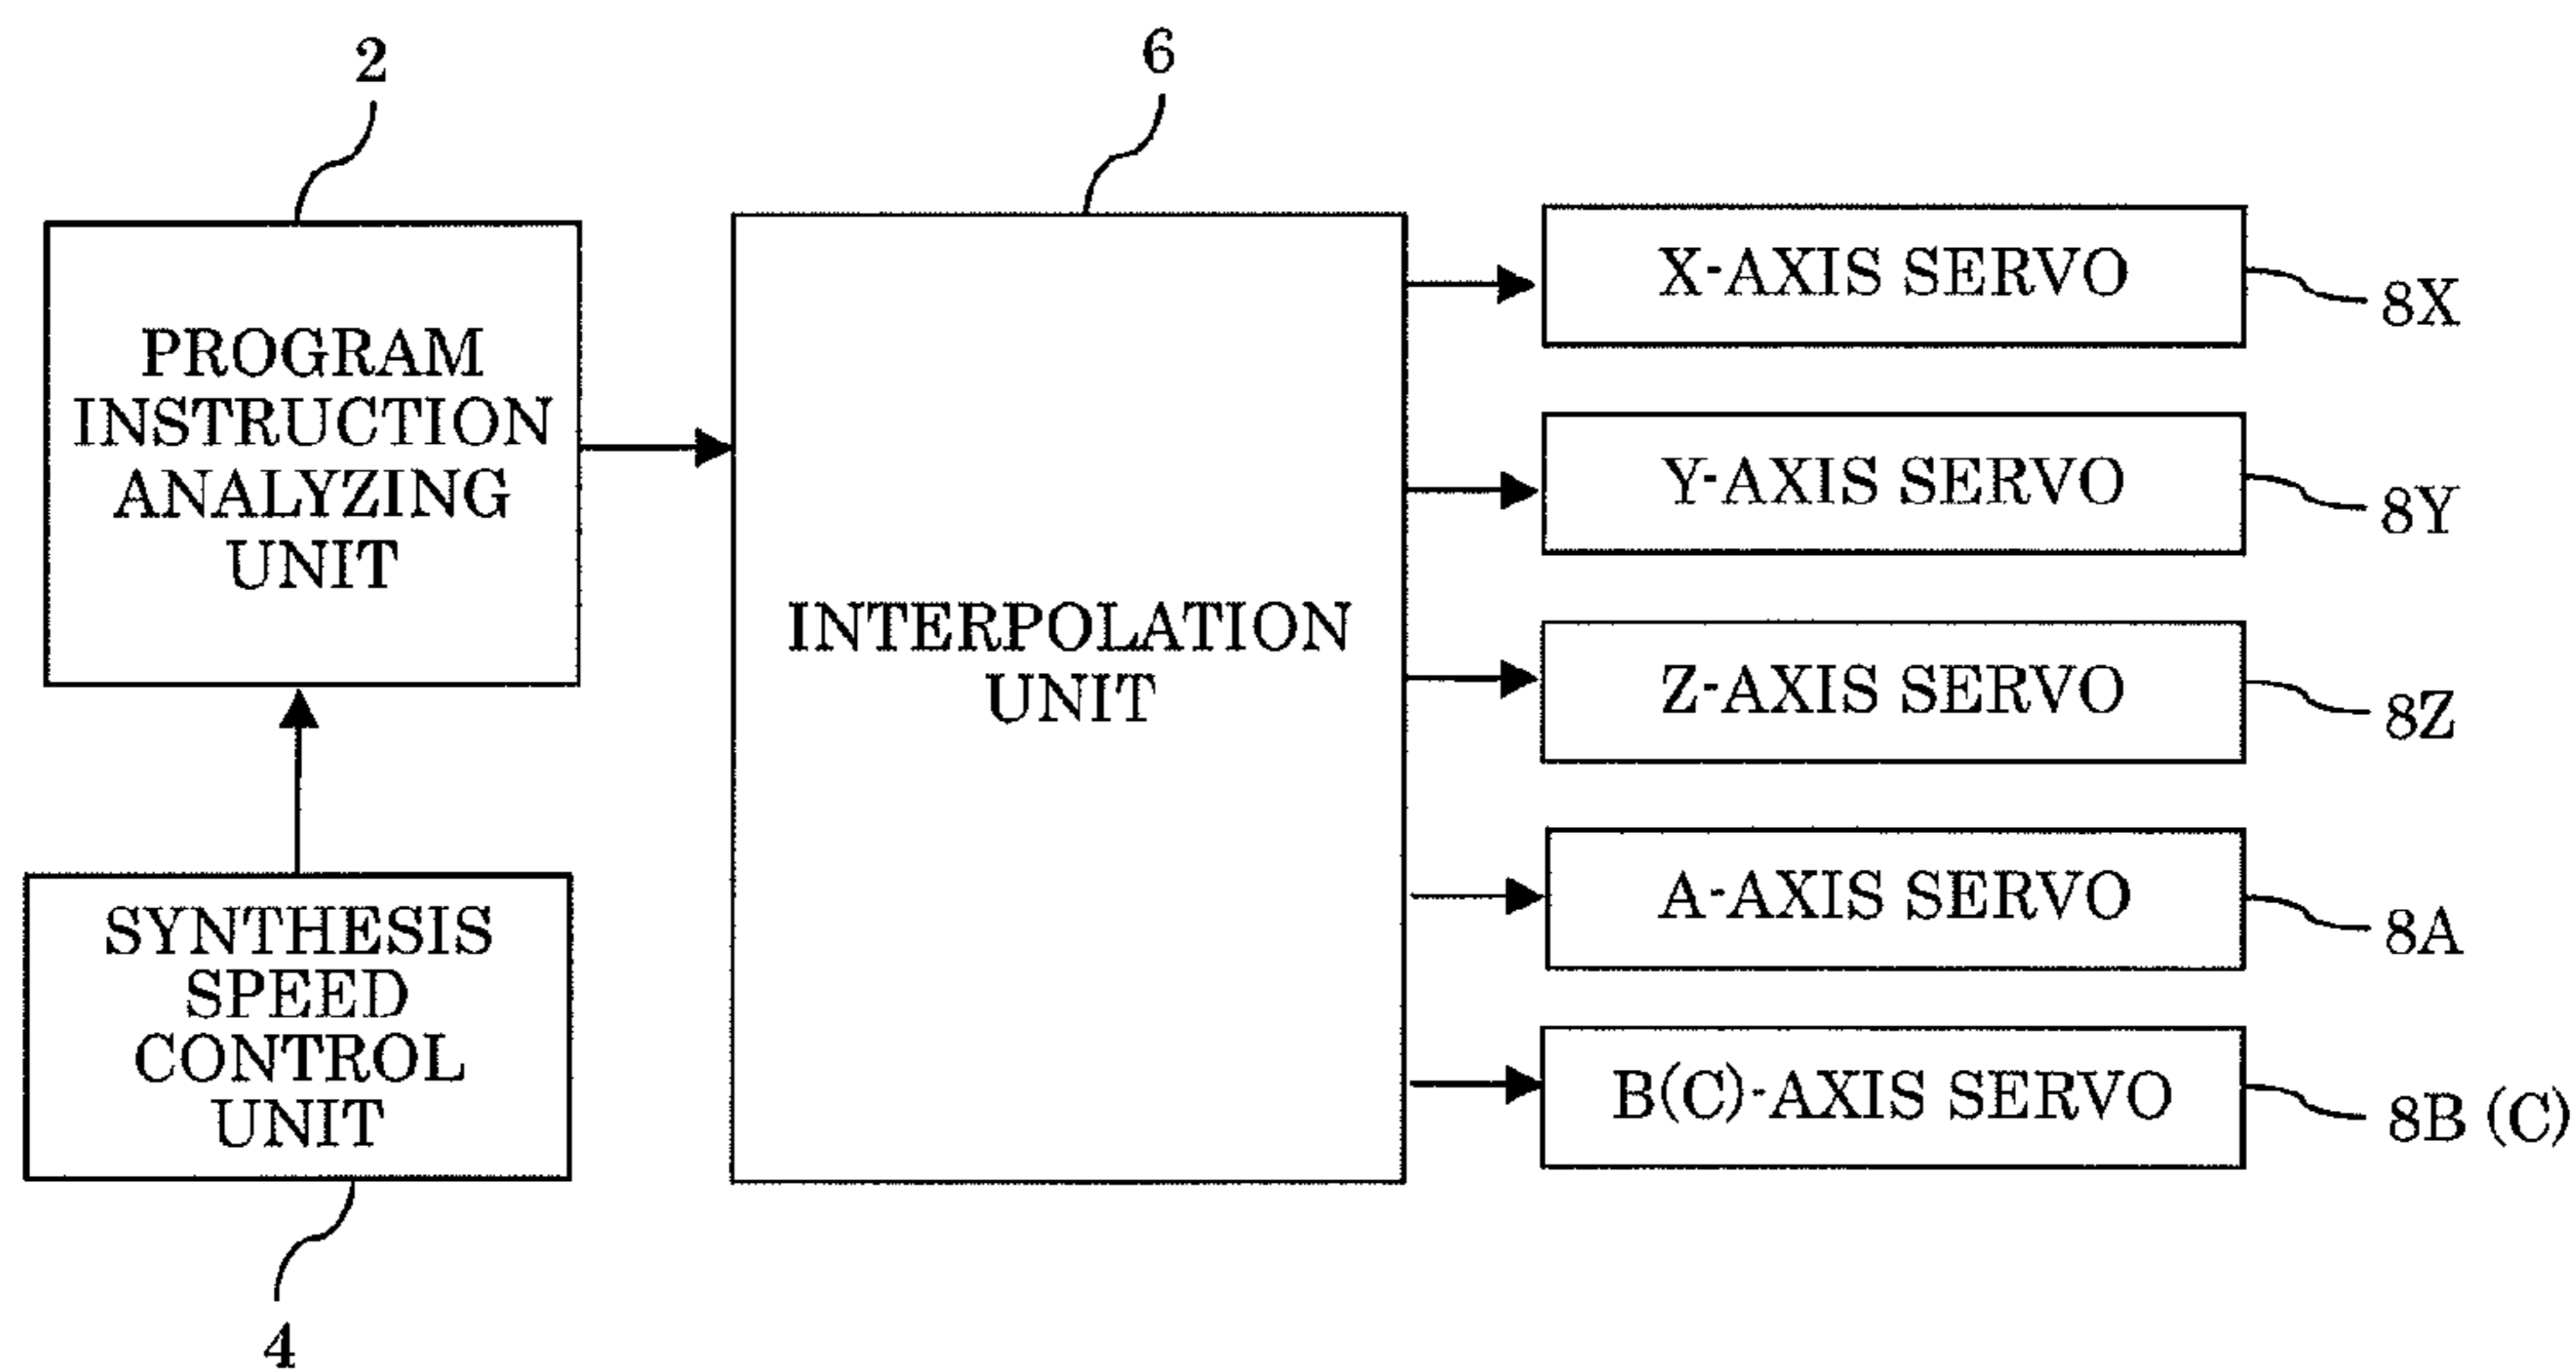 2
6
PROGRAM
INSTRUCTION
ANALYZING
UNIT
SYNTHESIS
SPEED
CONTROL
UNIT
4
INTERPOLATION
UNIT
X-AXIS SERVO
8X
Y-AXIS SERVO
8Y
Z-AXIS SERVO
8Z
A-AXIS SERVO
8A
B(C)-AXIS SERVO
8B (C)